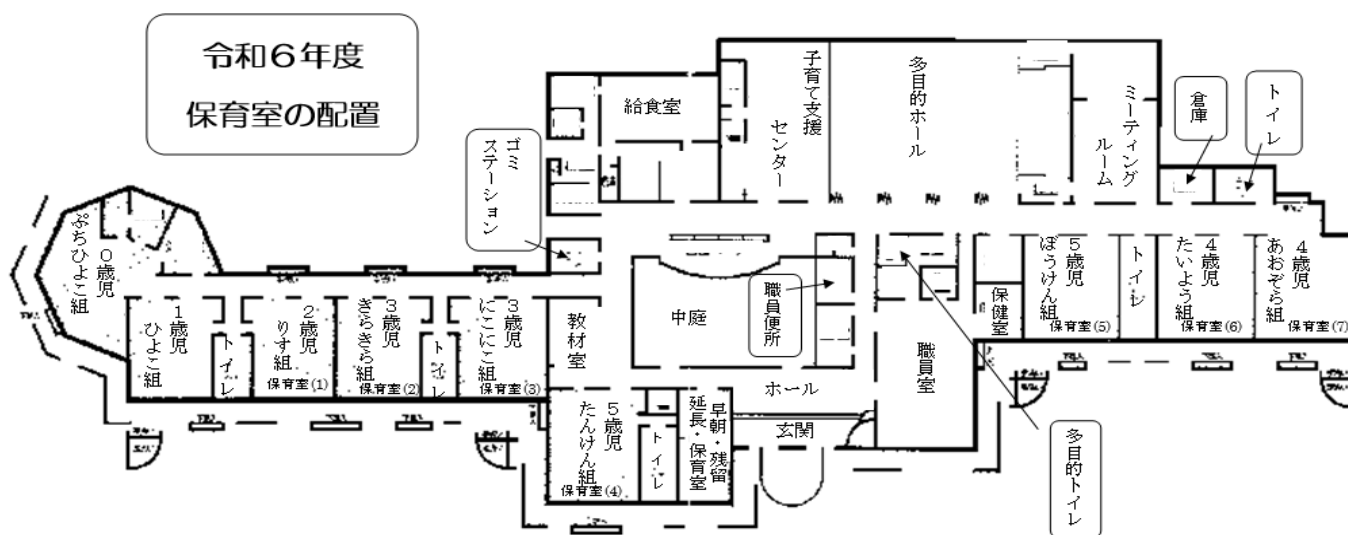 令和６年度
保育室の配置
給食室
ゴミ
ステーション
子育て支援
センター
多目的ホール
ミーティング
ルーム
倉庫
トイレ
０歳児
ぷちひよこ組
１歳児
ひよこ組
トイレ
２歳児
りす組
保育室(1)
３歳児
きらきら組
保育室(2)
トイレ
３歳児
にこにこ組
保育室(3)
教材室
中庭
職員便所
ホール
玄関
職員室
保健室
５歳児
ぼうけん組
保育室(5)
トイレ
４歳児
たいよう組
保育室(6)
４歳児
あおぞら組
保育室(7)
５歳児
たんけん組
保育室(4)
トイレ
早朝・残留
延長・保育室
多目的トイレ